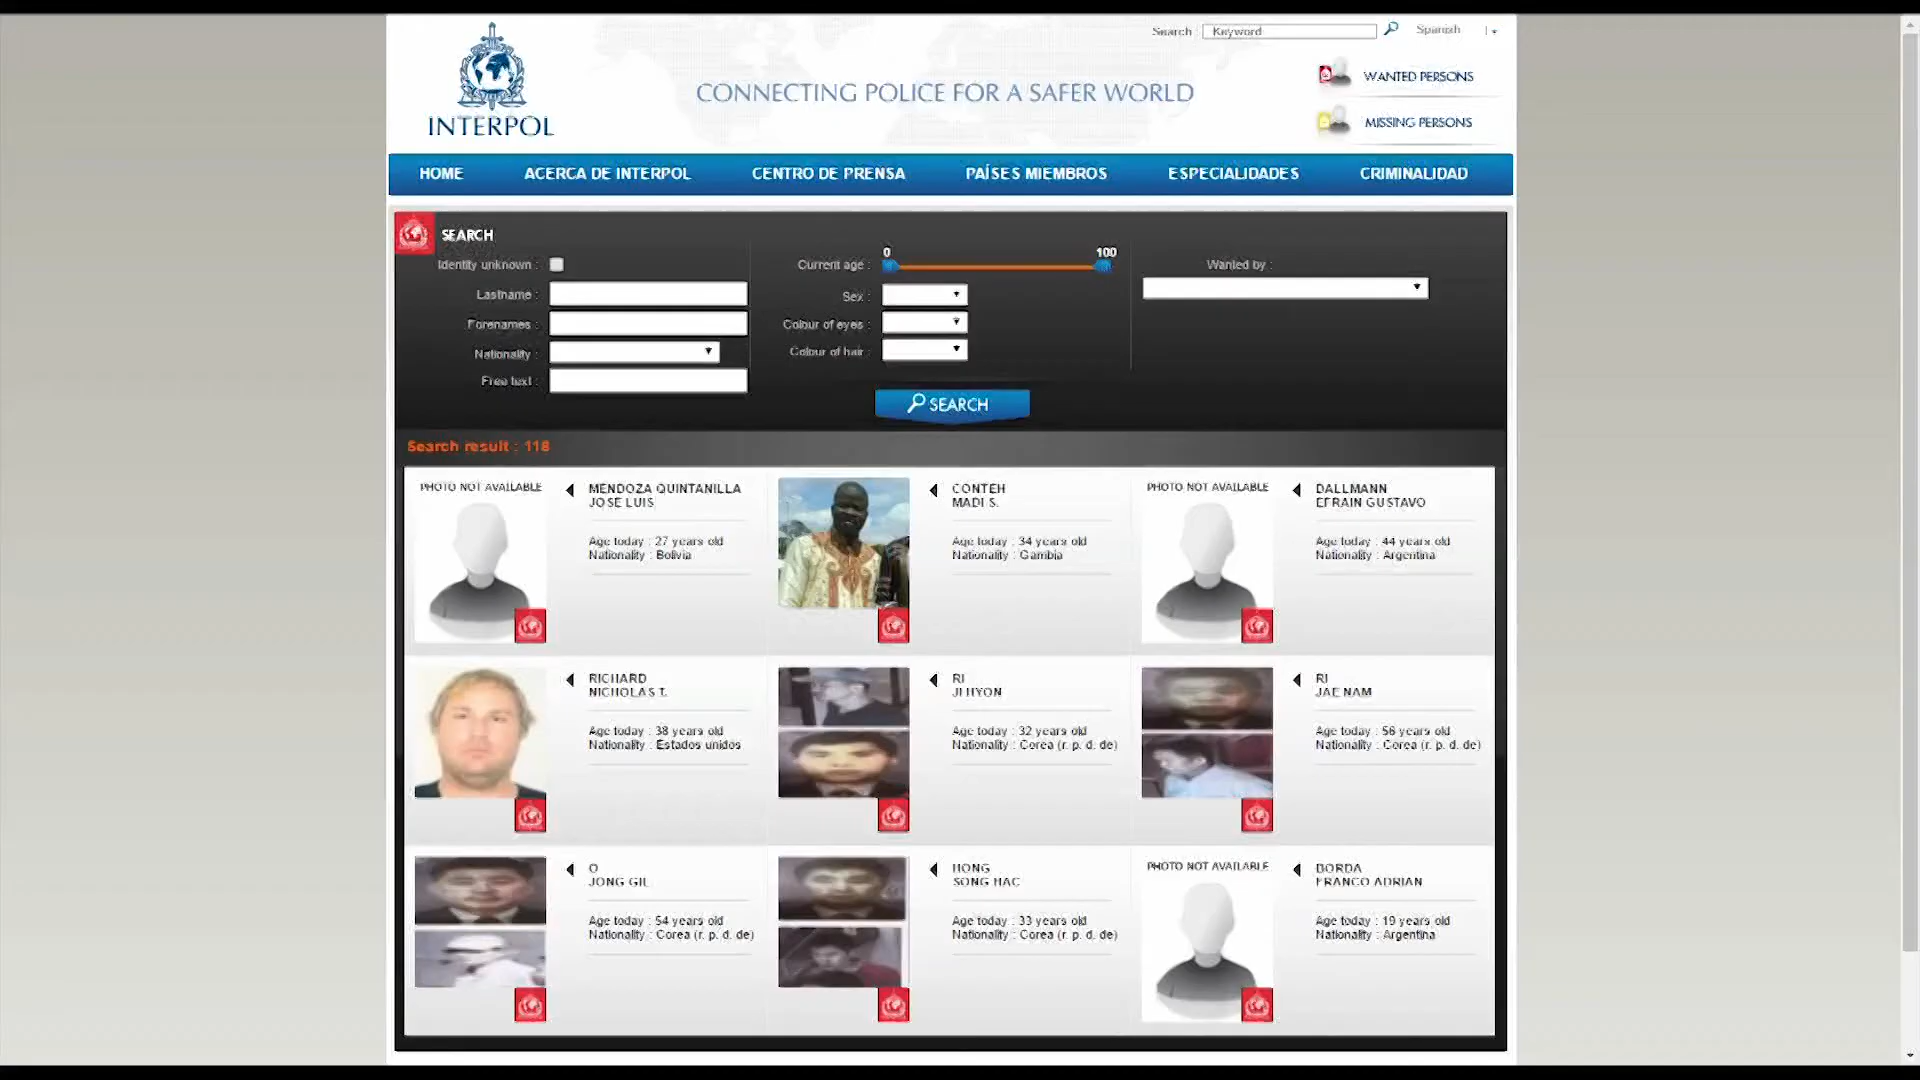 Search : Keyword Spanish
CONNECTING POLICE FOR A SAFER WORLD
WANTED PERSONS
MISSING PERSONS
INTERPOL
HOME ACERCA DE INTERPOL CENTRO DE PRENSA PAÍSES MIEMBROS ESPECIALIDADES CRIMINALIDAD
SEARCH
Identity unknown :
Lastname :
Forenames :
Nationality :
Free text :
0 100
Current age :
Sex :
Colour of eyes :
Colour of hair :
Wanted by :
SEARCH
Search result : 118
PHOTO NOT AVAILABLE
MENDOZA QUINTANILLA
JOSE LUIS
Age today : 27 years old
Nationality : Bolivia
CONTEH
MADI S.
Age today : 34 years old
Nationality : Gambia
PHOTO NOT AVAILABLE
DALLMANN
EFRAIN GUSTAVO
Age today : 44 years old
Nationality : Argentina
RICHARD
NICHOLAS T.
Age today : 38 years old
Nationality : Estados unidos
RI
JI HYON
Age today : 32 years old
Nationality : Corea (r. p. d. de)
RI
JAE NAM
Age today : 56 years old
Nationality : Corea (r. p. d. de)
O
JONG GIL
Age today : 54 years old
Nationality : Corea (r. p. d. de)
HONG
SONG HAC
Age today : 33 years old
Nationality : Corea (r. p. d. de)
PHOTO NOT AVAILABLE
BORDA
FRANCO ADRIAN
Age today : 19 years old
Nationality : Argentina